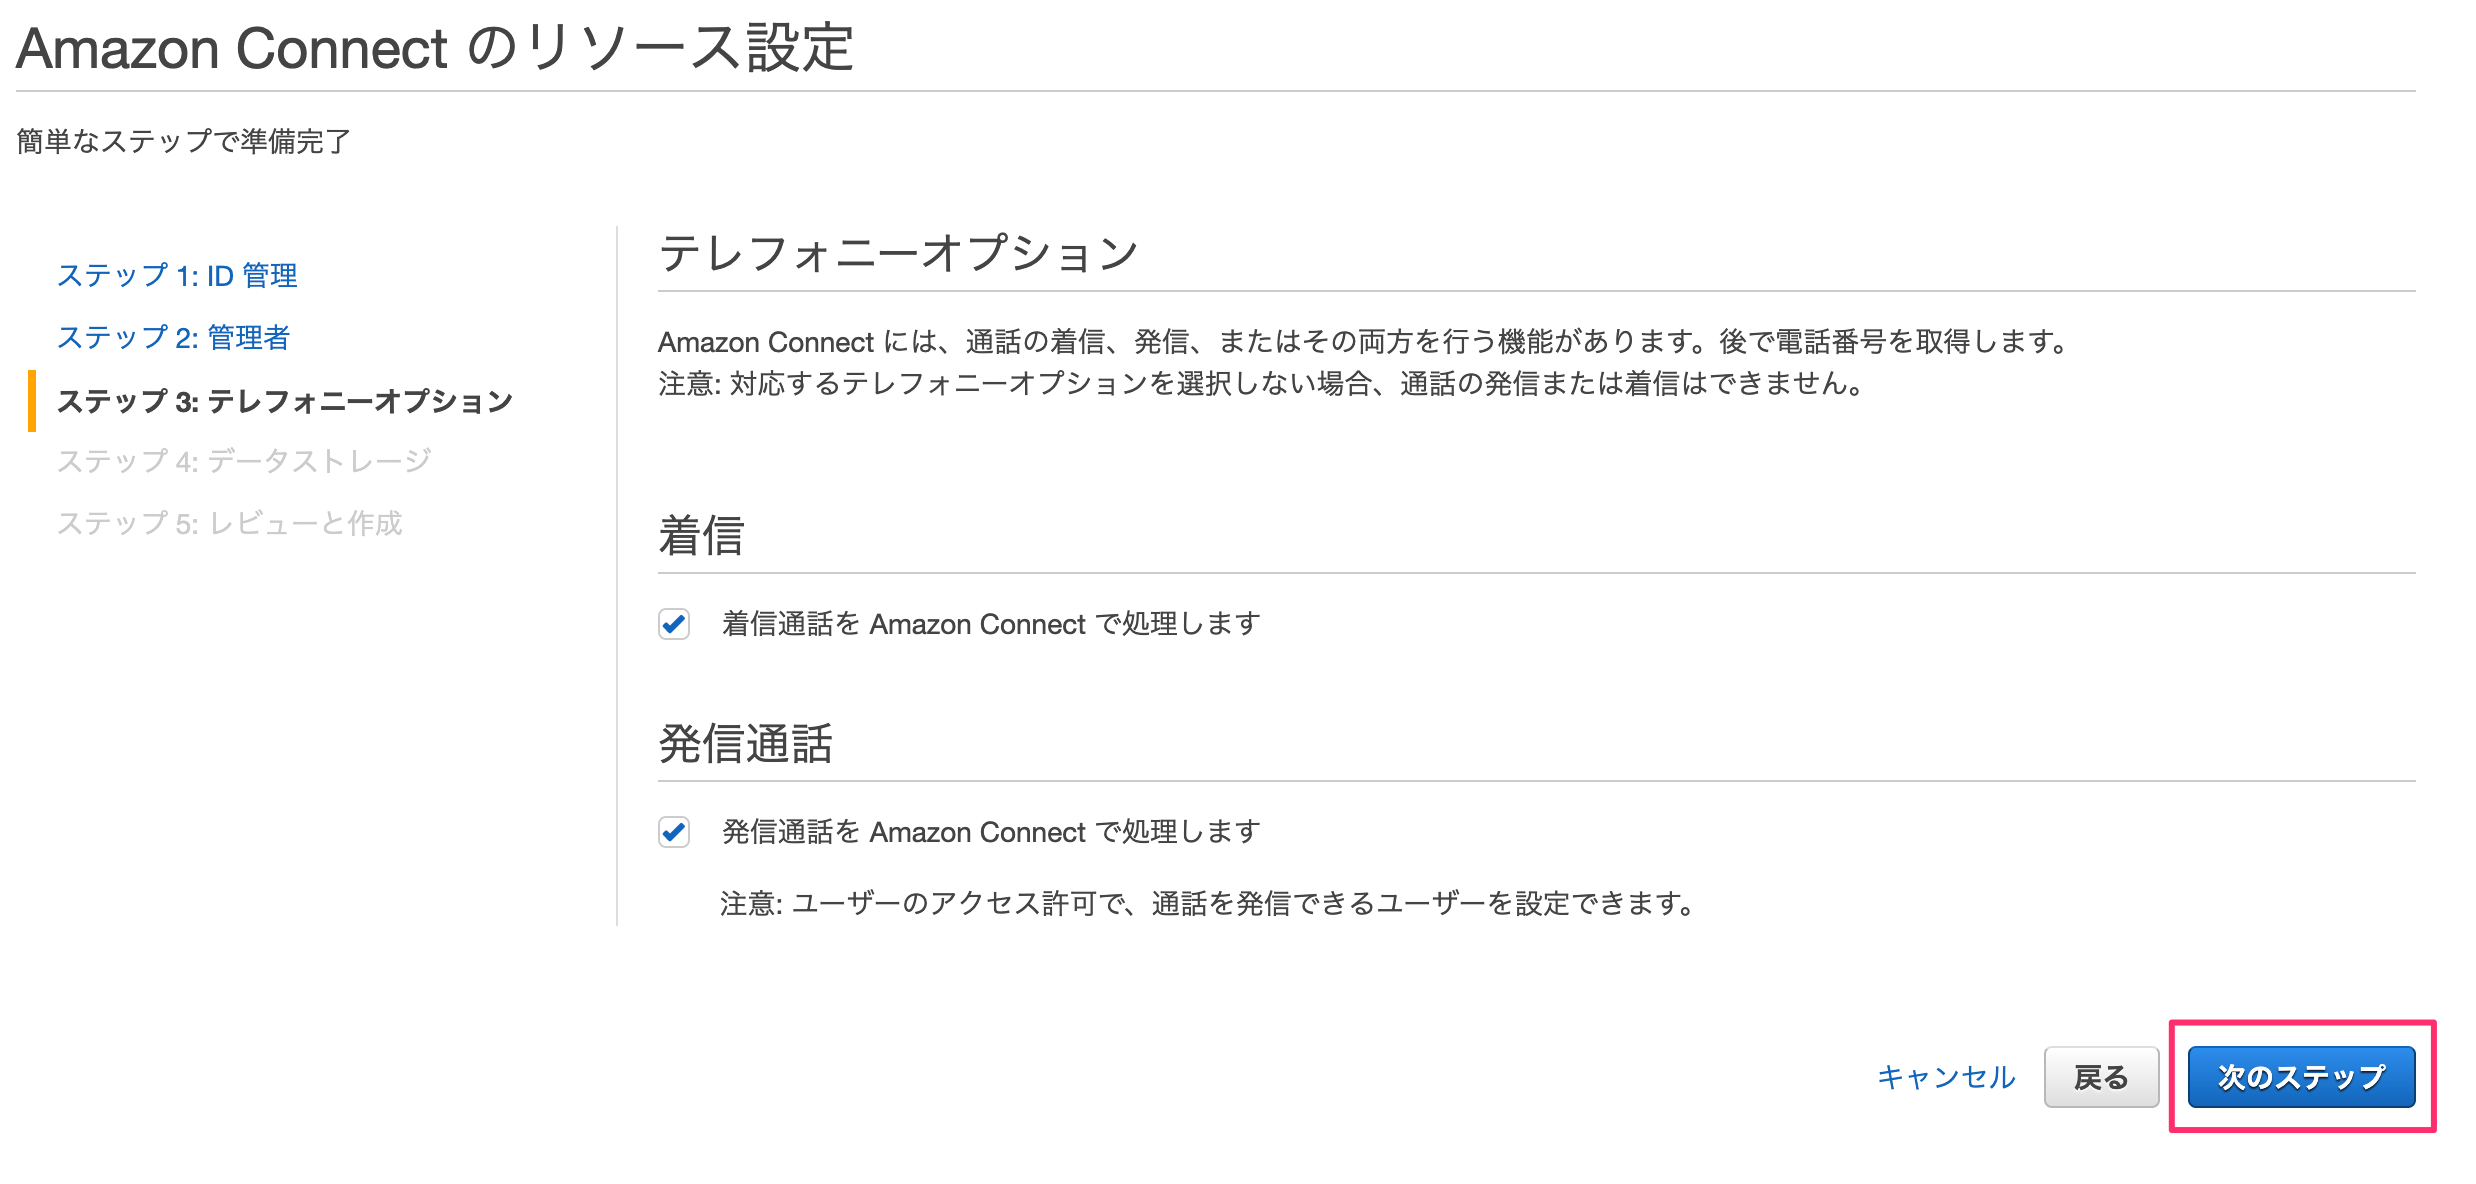 Amazon Connect のリソース設定
簡単なステップで準備完了
ステップ 1: ID 管理
ステップ 2: 管理者
ステップ 3: テレフォニーオプション
ステップ 4: データストレージ
ステップ 5: レビューと作成
テレフォニーオプション
Amazon Connect には、通話の着信、発信、またはその両方を行う機能があります。後で電話番号を取得します。
注意: 対応するテレフォニーオプションを選択しない場合、通話の発信または着信はできません。
着信
着信通話を Amazon Connect で処理します
発信通話
発信通話を Amazon Connect で処理します
注意: ユーザーのアクセス許可で、通話を発信できるユーザーを設定できます。
キャンセル
戻る
次のステップ